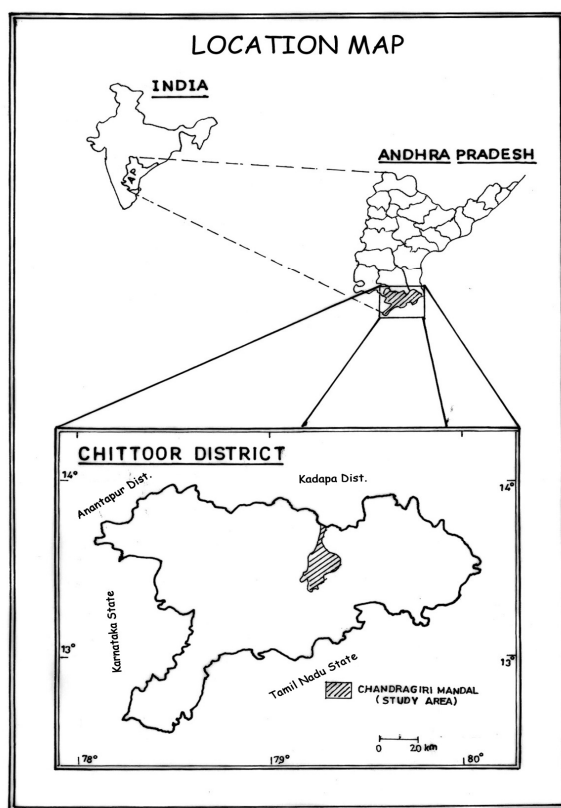 LOCATION MAP
INDIA
AP
ANDHRA PRADESH
CHITTOOR DISTRICT
14°
14°
Anantapur Dist.
Kadapa Dist.
Karnataka State
13°
13°
Tamil Nadu State
CHANDRAGIRI MANDAL
(STUDY AREA)
0 20 km
78°
79°
80°